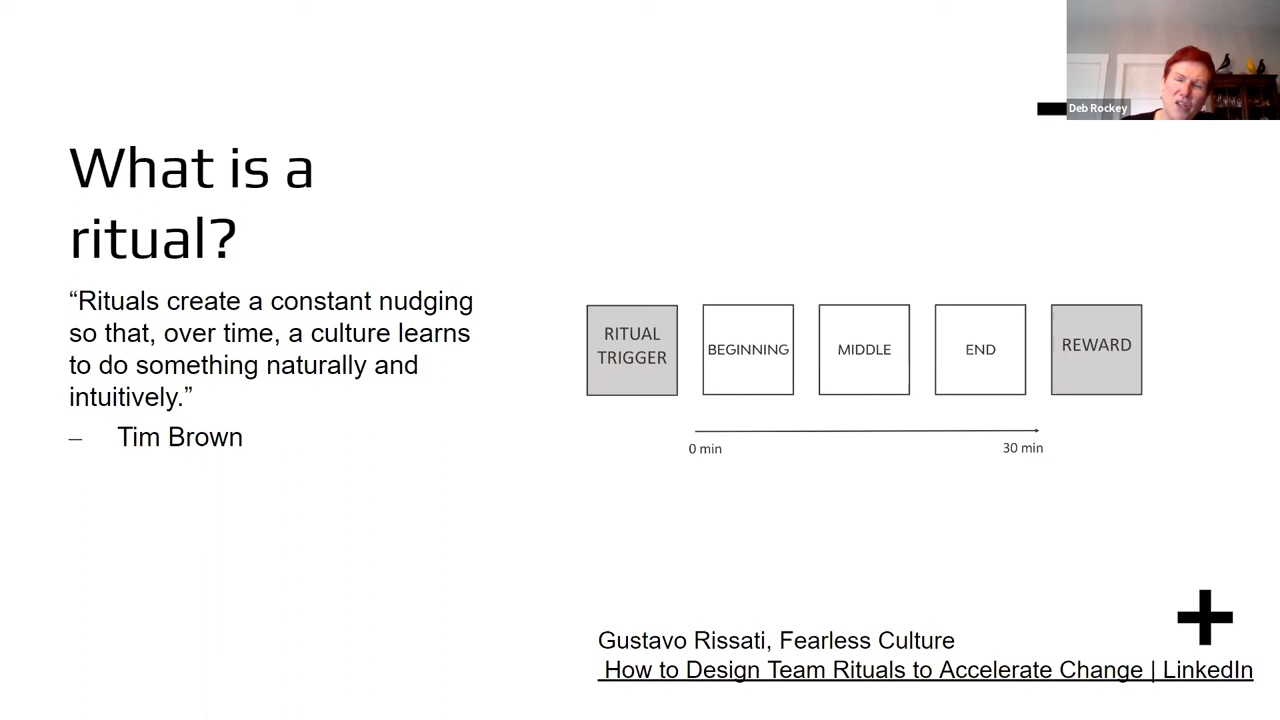 Deb Rockey
What is a
ritual?
“Rituals create a constant nudging
so that, over time, a culture learns
to do something naturally and
intuitively.”
– Tim Brown
RITUAL
TRIGGER
BEGINNING
MIDDLE
END
REWARD
0 min
30 min
Gustavo Rissati, Fearless Culture
How to Design Team Rituals to Accelerate Change | LinkedIn